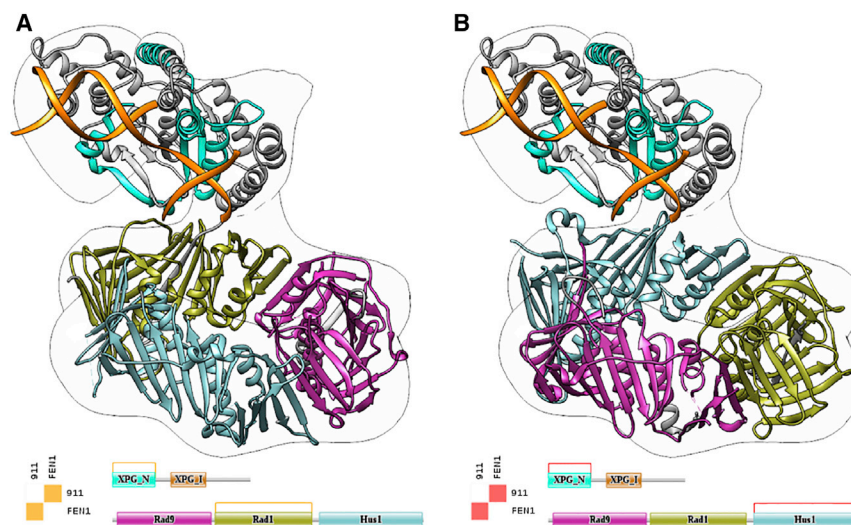 A
B
911
FEN1
911
FEN1
XPG_N
XPG_I
Rad9
Rad1
Hus1
911
FEN1
911
FEN1
XPG_N
XPG_I
Rad9
Rad1
Hus1